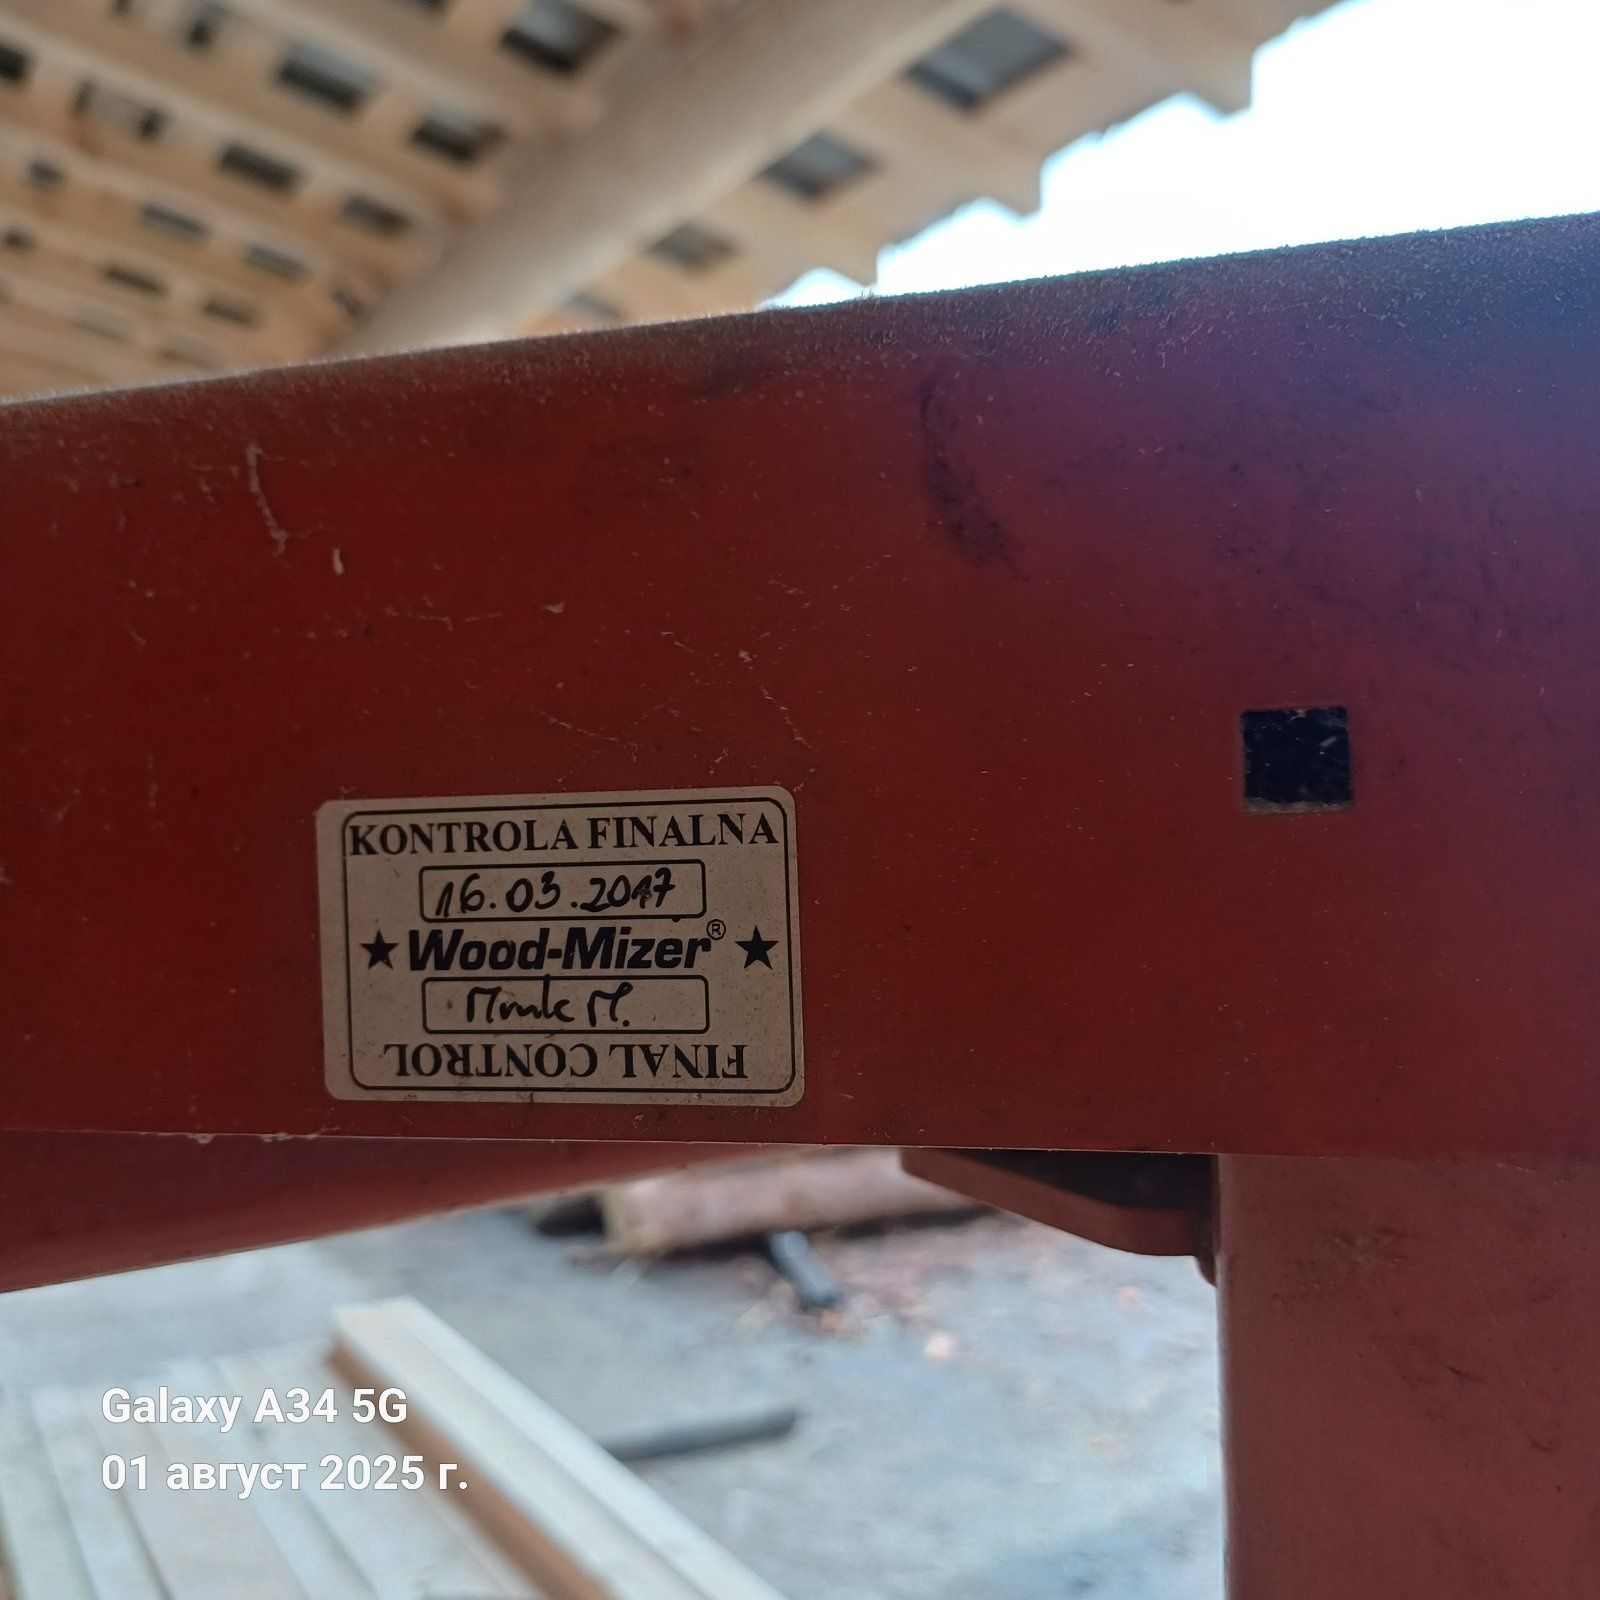 KONTROLA FINALNA
16.03.2017
★ Wood-Mizer® ★
M.
FINAL CONTROL
Galaxy A34 5G
01 август 2025 г.